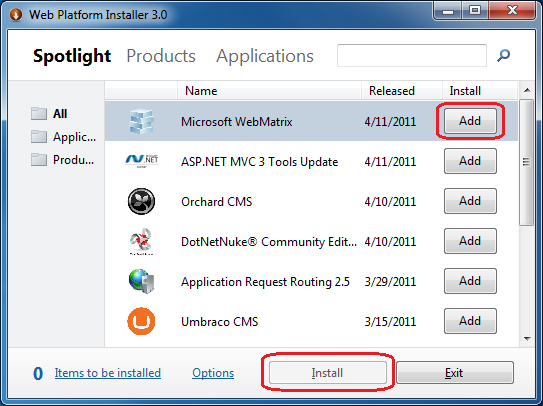 Web Platform Installer 3.0
Spotlight Products Applications
Name Released Install
All
Applic...
Produ...
Microsoft WebMatrix 4/11/2011 Add
.NET ASP.NET MVC 3 Tools Update 4/11/2011 Add
Orchard CMS 4/10/2011 Add
DotNetNuke® Community Edit... 4/10/2011 Add
Application Request Routing 2.5 3/29/2011 Add
Umbraco CMS 3/15/2011 Add
0 Items to be installed Options Install Exit